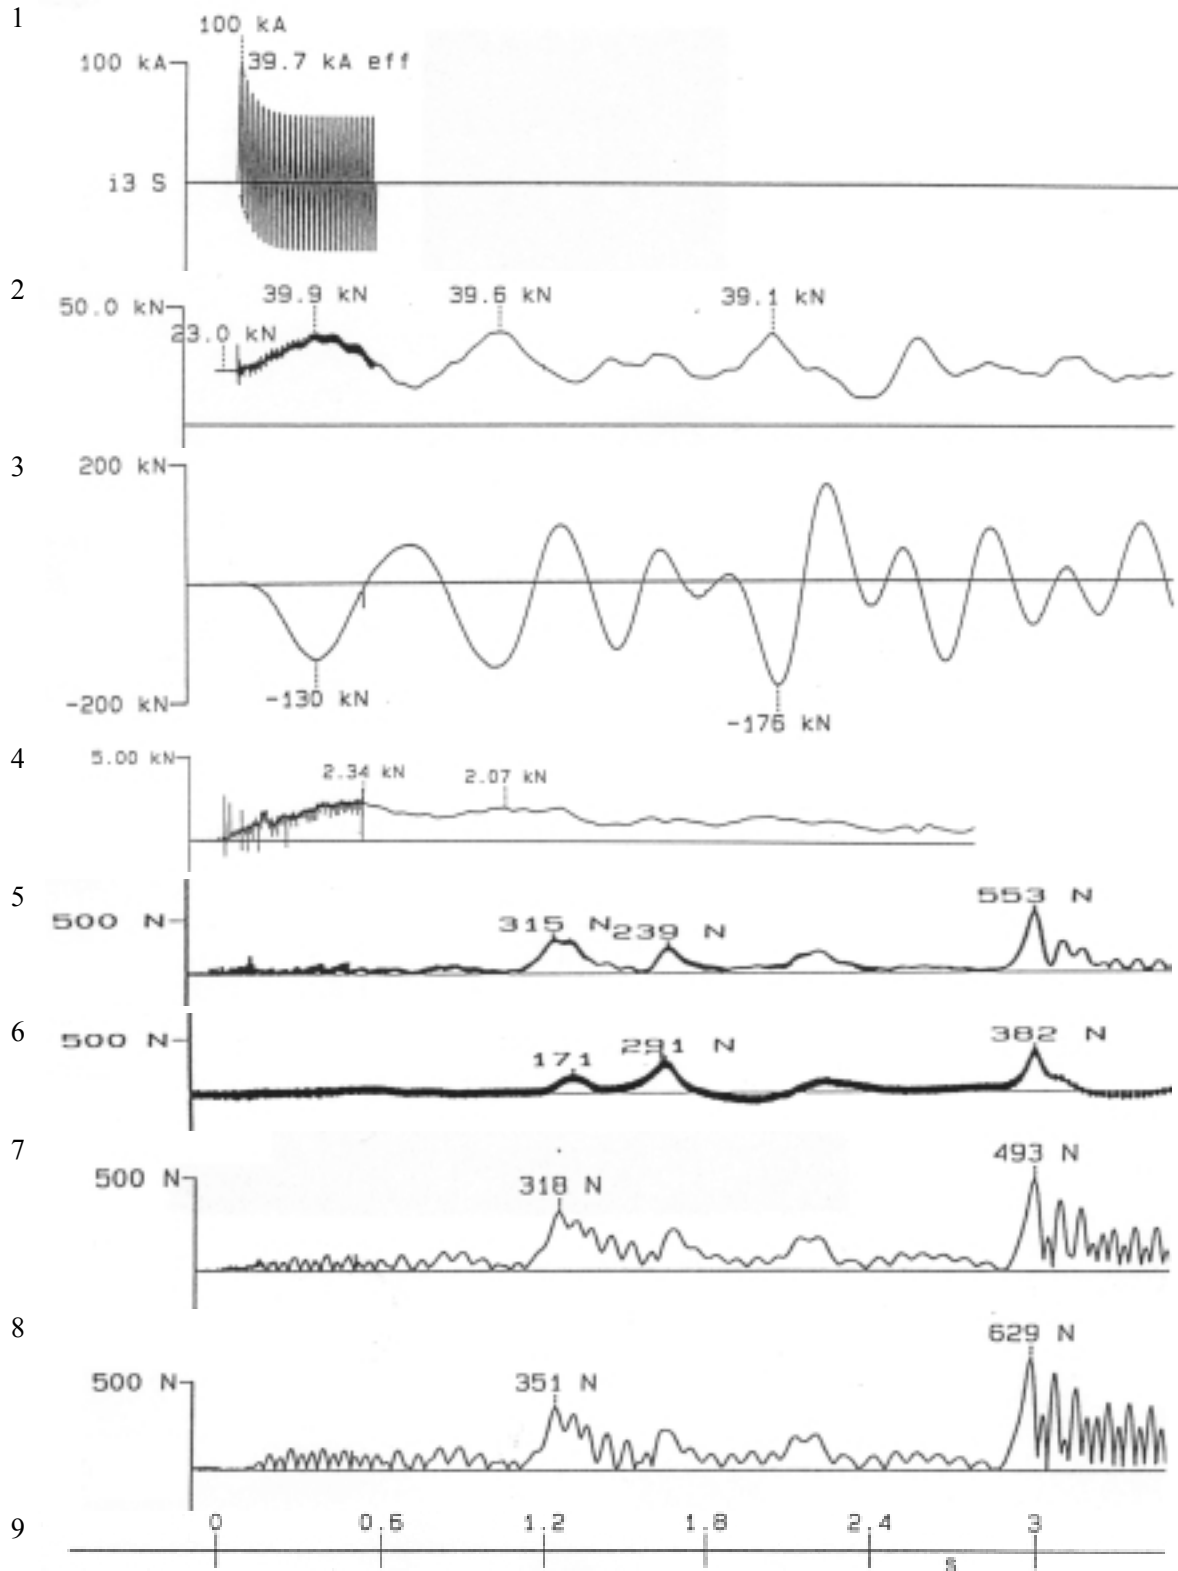 1
100 kA
100 kA
39.7 kA eff
i3 S
2
50.0 kN
39.9 kN
39.6 kN
39.1 kN
23.0 kN
3
200 kN
-130 kN
-200 kN
-176 kN
4
5.00 kN
2.34 kN
2.07 kN
5
500 N
315 N
239 N
553 N
6
500 N
171
291 N
382 N
7
500 N
318 N
493 N
8
500 N
351 N
629 N
9
0 0.6 1.2 1.8 2.4 3
s